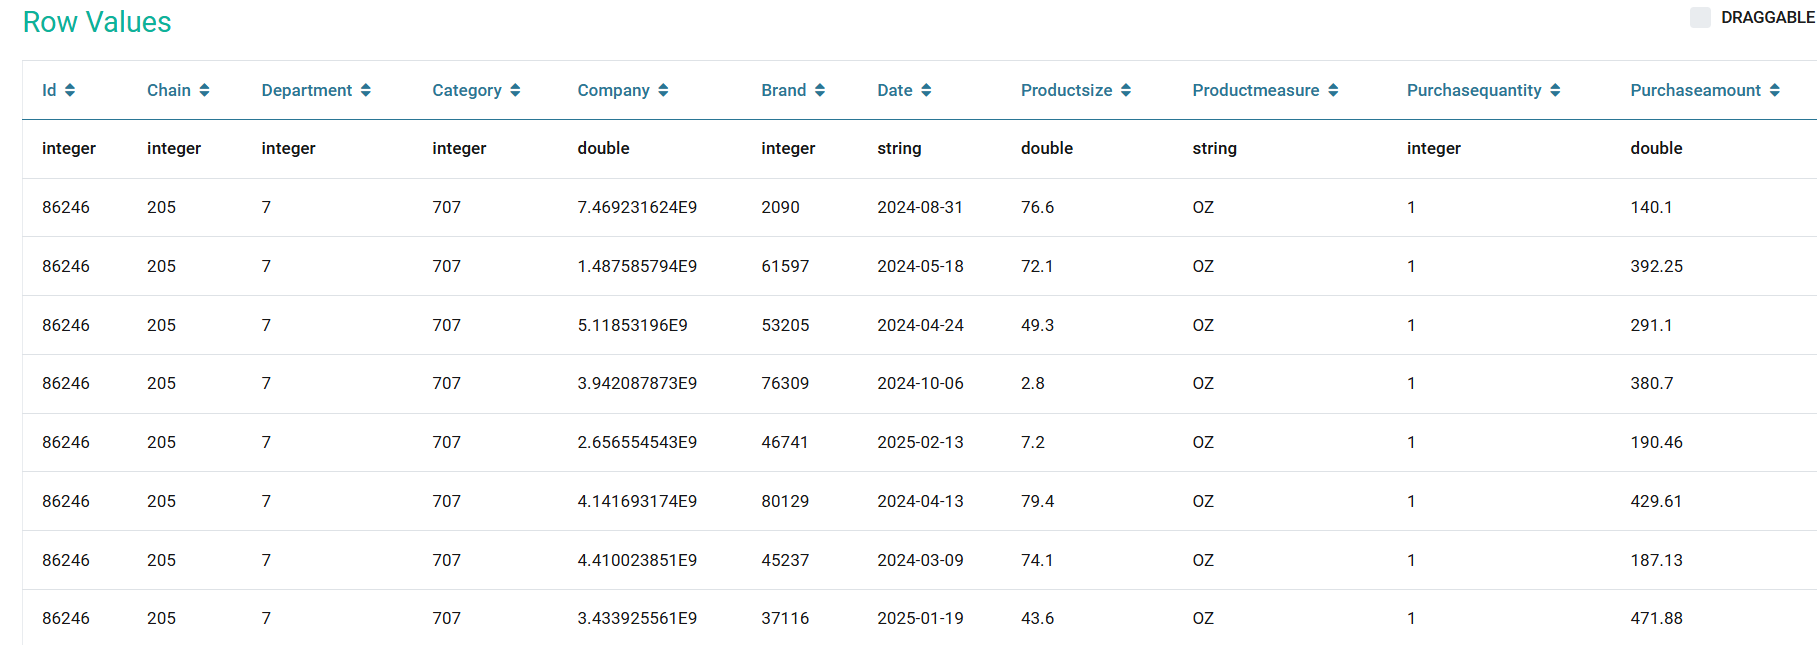 Row Values
DRAGGABLE
Id Chain Department Category Company Brand Date Productsize Productmeasure Purchasequantity Purchaseamount
integer integer integer integer double integer string double string integer double
86246 205 7 707 7.469231624E9 2090 2024-08-31 76.6 OZ 1 140.1
86246 205 7 707 1.487585794E9 61597 2024-05-18 72.1 OZ 1 392.25
86246 205 7 707 5.11853196E9 53205 2024-04-24 49.3 OZ 1 291.1
86246 205 7 707 3.942087873E9 76309 2024-10-06 2.8 OZ 1 380.7
86246 205 7 707 2.656554543E9 46741 2025-02-13 7.2 OZ 1 190.46
86246 205 7 707 4.141693174E9 80129 2024-04-13 79.4 OZ 1 429.61
86246 205 7 707 4.410023851E9 45237 2024-03-09 74.1 OZ 1 187.13
86246 205 7 707 3.433925561E9 37116 2025-01-19 43.6 OZ 1 471.88